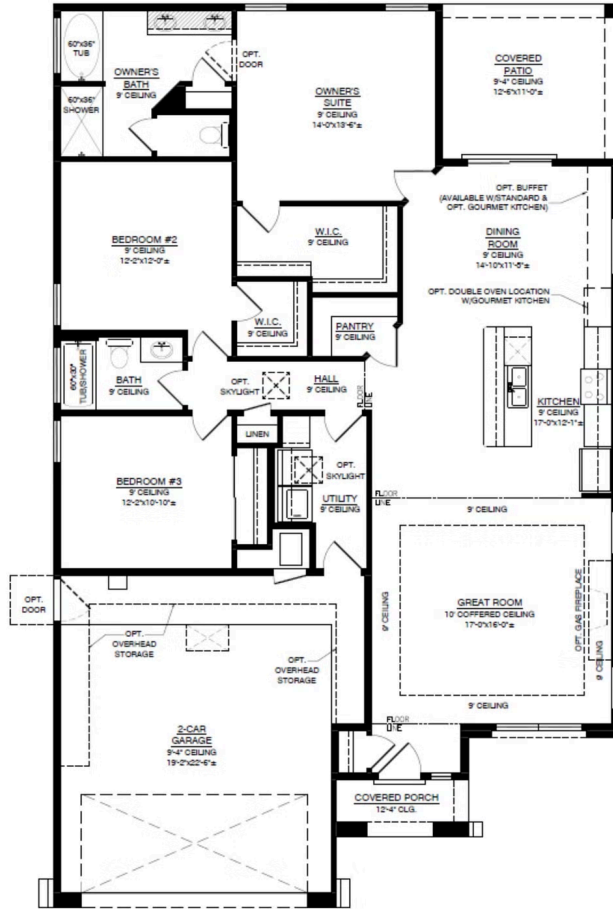 60"x36"
TUB
OWNER'S
BATH
9' CEILING
60"x36"
SHOWER
OPT.
DOOR
OWNER'S
SUITE
9' CEILING
14'-0"x13'-6"±
COVERED
PATIO
9'-4" CEILING
12'-6"x11'-0"±
OPT. BUFFET
(AVAILABLE W/STANDARD &
OPT. GOURMET KITCHEN)
BEDROOM #2
9' CEILING
12'-2"x12'-0"±
W.I.C.
9' CEILING
DINING
ROOM
9' CEILING
14'-10"x11'-5"±
OPT. DOUBLE OVEN LOCATION
W/GOURMET KITCHEN
W.I.C.
9' CEILING
PANTRY
9' CEILING
60"x30"
TUB/SHOWER
BATH
9' CEILING
OPT.
SKYLIGHT
HALL
9' CEILING
FLOOR
LINE
KITCHEN
9' CEILING
17'-0"x12'-1"±
LINEN
OPT.
SKYLIGHT
UTILITY
9' CEILING
BEDROOM #3
9' CEILING
12'-2"x10'-10"±
FLOOR
LINE
9' CEILING
9' CEILING
GREAT ROOM
10' COFFERED CEILING
17'-0"x16'-0"±
OPT. GAS FIREPLACE
9' CEILING
9' CEILING
OPT.
DOOR
OPT.
OVERHEAD
STORAGE
OPT.
OVERHEAD
STORAGE
FLOOR
LINE
2-CAR
GARAGE
9'-4" CEILING
19'-2"x22'-6"±
COVERED PORCH
12'-4" CLG.